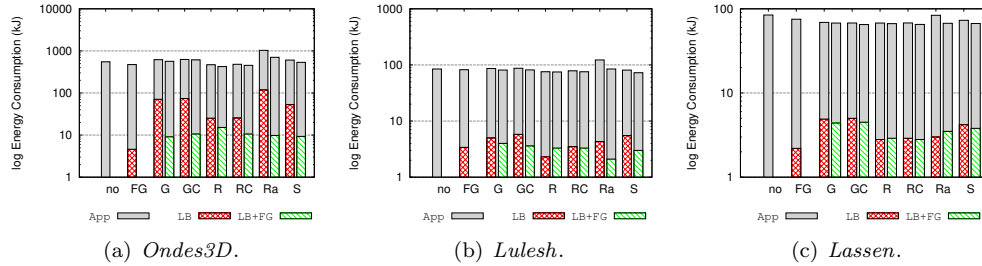 log Energy Consumption (kJ)
10000
1000
100
10
1
no FG G GC R RC Ra S
App LB LB+FG
(a) Ondes3D.
log Energy Consumption (kJ)
1000
100
10
1
no FG G GC R RC Ra S
App LB LB+FG
(b) Lulesh.
log Energy Consumption (kJ)
100
10
1
no FG G GC R RC Ra S
App LB LB+FG
(c) Lassen.